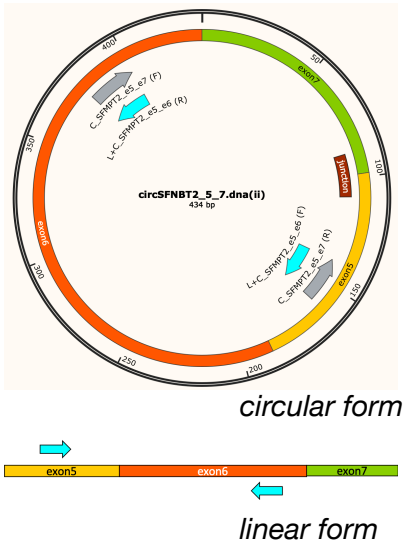 400
50
exon7
C_SFMPT2_e5_e7 (F)
L+C_SFMPT2_e5_e6 (R)
350
100
junction
circSFNBT2_5_7.dna(ii)
434 bp
exon6
L+C_SFMPT2_e5_e6 (F)
C_SFMPT2_e5_e7 (R)
exon5
300
150
250
200
circular form
exon5 exon6 exon7
linear form